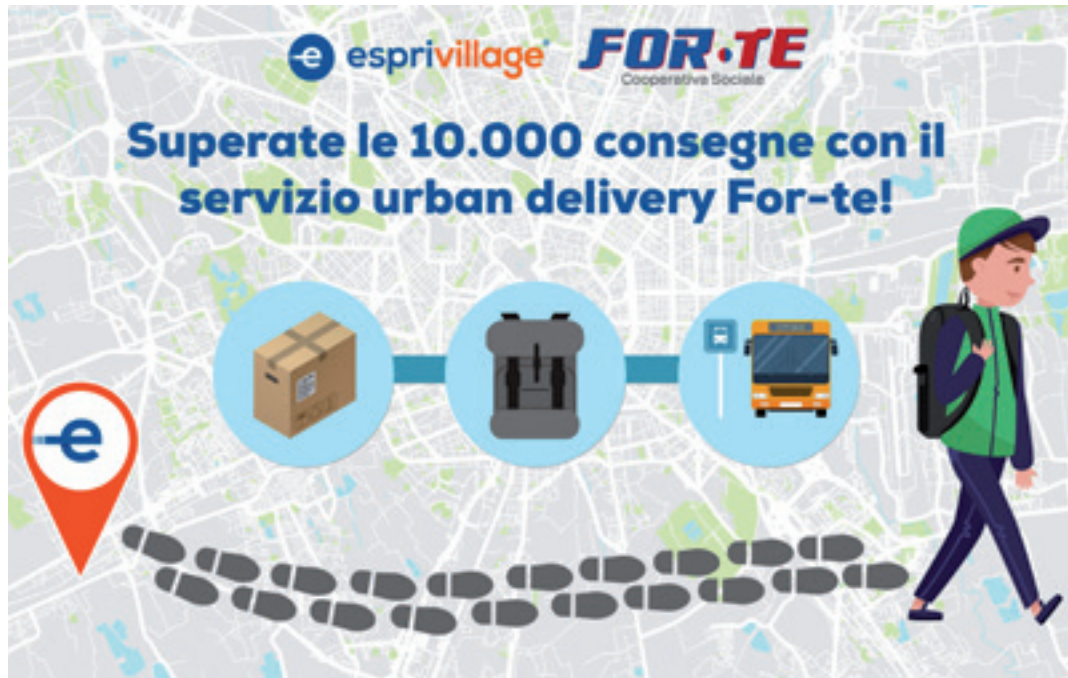 esprivillage
FOR•TE
Cooperativa Sociale
Superate le 10.000 consegne con il
servizio urban delivery For-te!